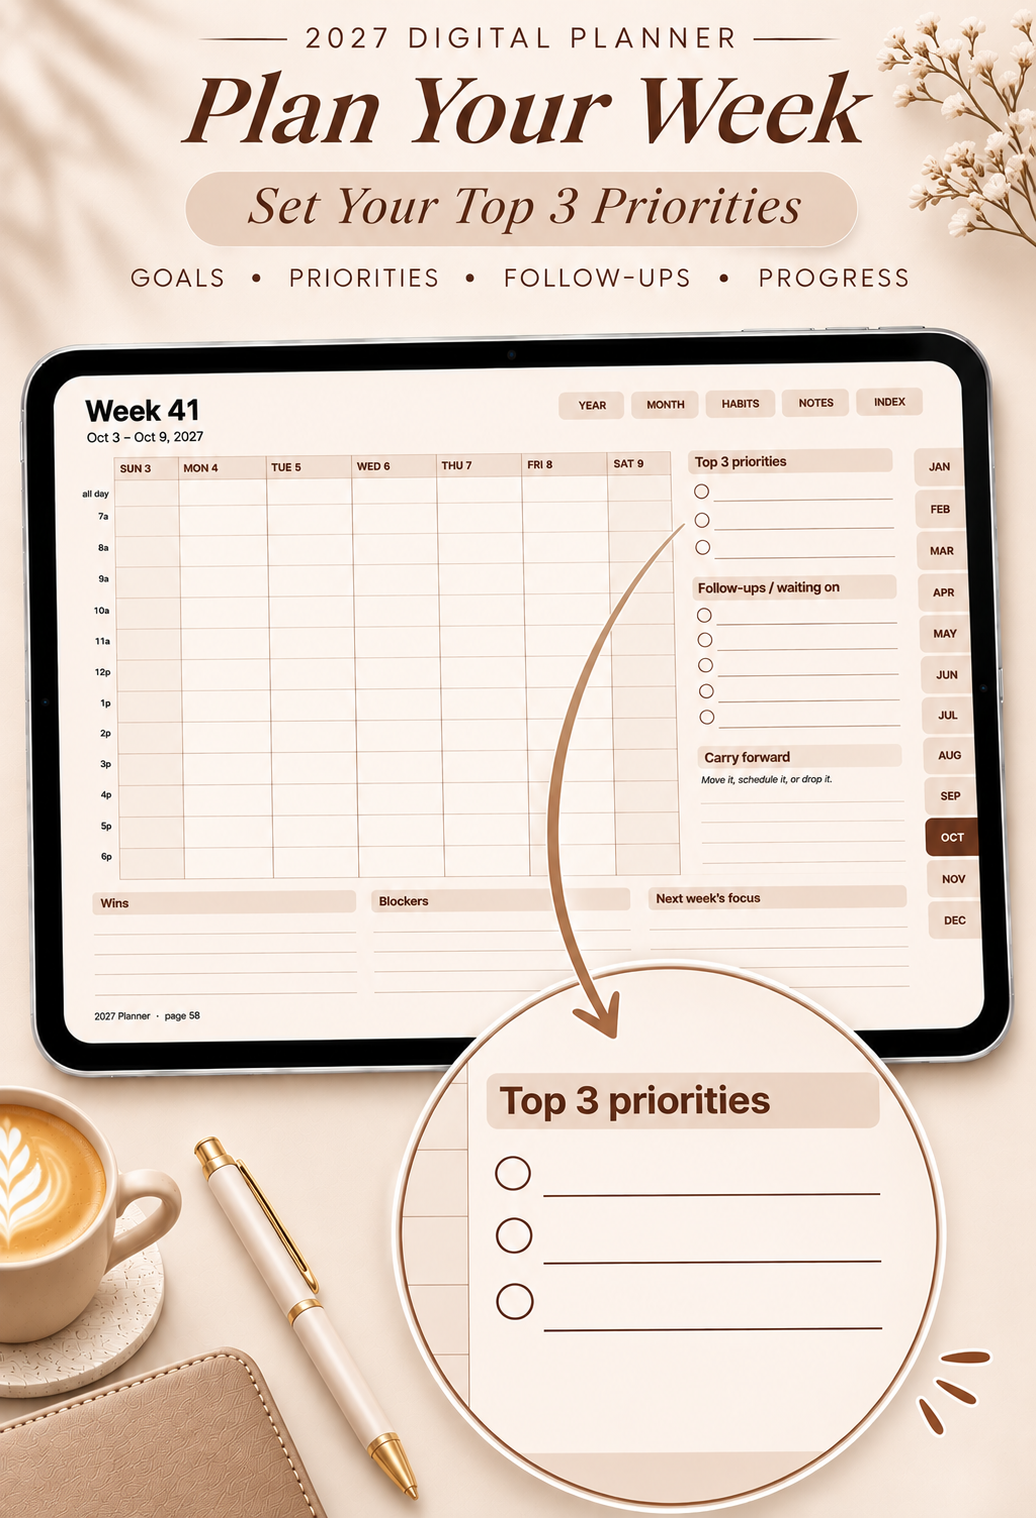 2027 DIGITAL PLANNER
Plan Your Week
Set Your Top 3 Priorities
GOALS • PRIORITIES • FOLLOW-UPS • PROGRESS
Week 41
Oct 3 – Oct 9, 2027
YEAR MONTH HABITS NOTES INDEX
SUN 3 MON 4 TUE 5 WED 6 THU 7 FRI 8 SAT 9
all day
7a
8a
9a
10a
11a
12p
1p
2p
3p
4p
5p
6p
Top 3 priorities
Follow-ups / waiting on
Carry forward
Move it, schedule it, or drop it.
JAN
FEB
MAR
APR
MAY
JUN
JUL
AUG
SEP
OCT
NOV
DEC
Wins
Blockers
Next week's focus
2027 Planner · page 58
Top 3 priorities